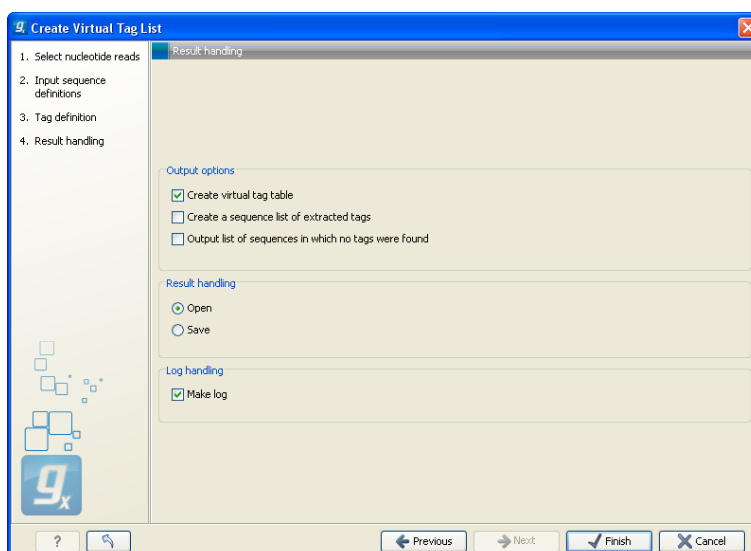 Create Virtual Tag List
1. Select nucleotide reads
2. Input sequence
definitions
3. Tag definition
4. Result handling
Result handling
Output options
Create virtual tag table
Create a sequence list of extracted tags
Output list of sequences in which no tags were found
Result handling
Open
Save
Log handling
Make log
gx
?
Previous
Next
Finish
Cancel